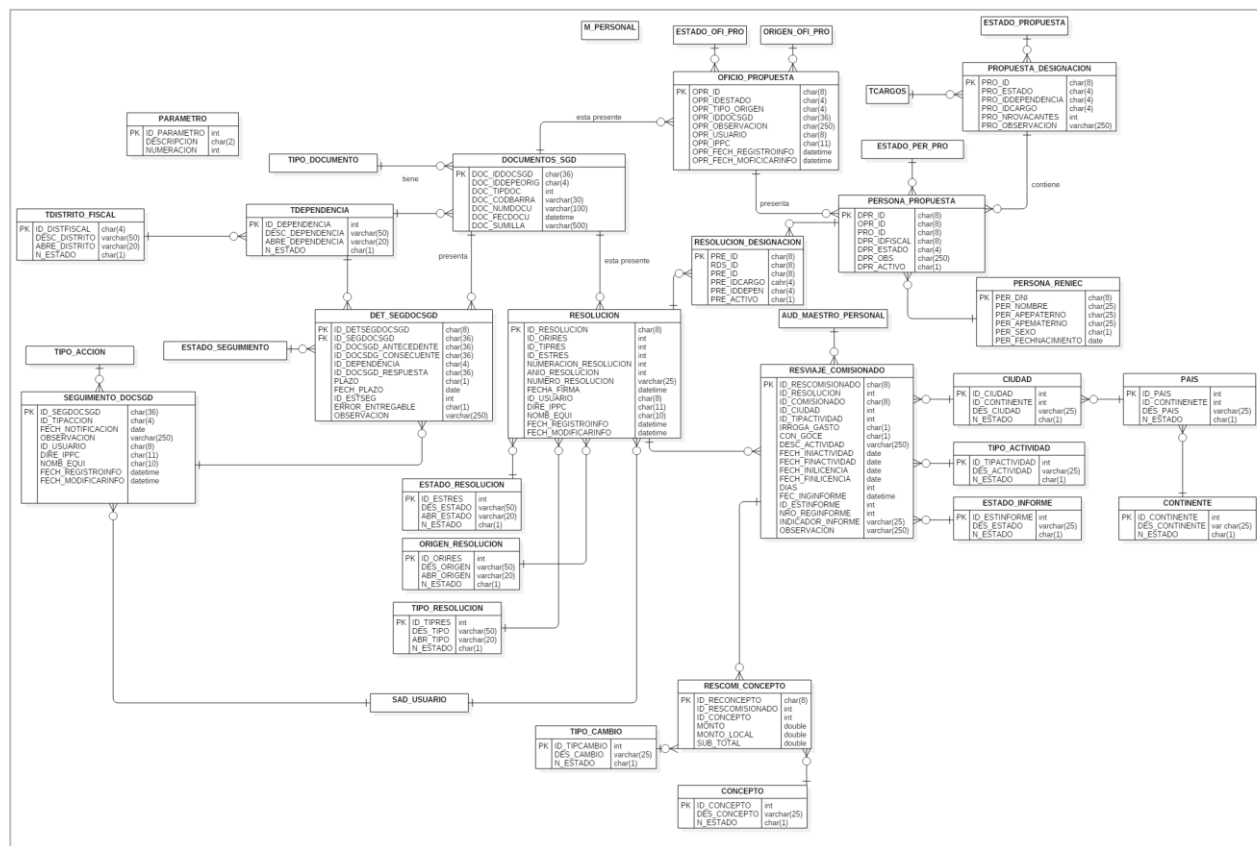 M_PERSONAL
ESTADO_OFI_PRO
ORIGEN_OFI_PRO
ESTADO_PROPUESTA
OFICIO_PROPUESTA
PK OPR_ID char(8)
OPR_IDESTADO char(4)
OPR_TIPO_ORIGEN char(4)
OPR_IDDOCSGD char(36)
OPR_OBSERVACION char(250)
OPR_USUARIO char(8)
OPR_IPPC char(11)
OPR_FECH_REGISTROINFO datetime
OPR_FECH_MOFICICARINFO datetime
PROPUESTA_DESIGNACION
PK PRO_ID char(8)
PRO_ESTADO char(4)
PRO_IDDEPENDENCIA char(4)
PRO_IDCARGO char(4)
PRO_NROVACANTES int
PRO_OBSERVACION varchar(250)
TCARGOS
PARAMETRO
PK ID_PARAMETRO int
DESCRIPCION char(2)
NUMERACION int
esta presente
ESTADO_PER_PRO
TIPO_DOCUMENTO
tiene
DOCUMENTOS_SGD
PK DOC_IDDOCSGD char(36)
DOC_IDDEPEORIG char(4)
DOC_TIPDOC int
DOC_CODBARRA varchar(30)
DOC_NUMDOCU varchar(100)
DOC_FECDOCU datetime
DOC_SUMILLA varchar(500)
contiene
presenta
PERSONA_PROPUESTA
PK DPR_ID char(8)
OPR_ID char(8)
PRO_ID char(8)
DPR_IDFISCAL char(8)
DPR_ESTADO char(4)
DPR_OBS char(250)
DPR_ACTIVO char(1)
TDISTRITO_FISCAL
PK ID_DISTFISCAL char(4)
DESC_DISTRITO varchar(50)
ABRE_DISTRITO varchar(20)
N_ESTADO char(1)
TDEPENDENCIA
PK ID_DEPENDENCIA int
DESC_DEPENDENCIA varchar(50)
ABRE_DEPENDENCIA varchar(20)
N_ESTADO char(1)
presenta
esta presente
RESOLUCION_DESIGNACION
PK PRE_ID char(8)
RDS_ID char(8)
PRE_ID char(8)
PRE_IDCARGO cahr(4)
PRE_IDDEPEN char(4)
PRE_ACTIVO char(1)
PERSONA_RENIEC
PK PER_DNI char(8)
PER_NOMBRE char(25)
PER_APEPATERNO char(25)
PER_APEMATERNO char(25)
PER_SEXO char(1)
PER_FECHNACIMIENTO date
DET_SEGDOCSGD
PK ID_DETSEGDOCSGD char(8)
FK ID_SEGDOCSGD char(36)
ID_DOCSGD_ANTECEDENTE char(36)
ID_DOCSDG_CONSECUENTE char(36)
ID_DEPENDENCIA char(4)
ID_DOCSGD_RESPUESTA char(36)
PLAZO char(1)
FECH_PLAZO date
ID_ESTSEG int
ERROR_ENTREGABLE char(1)
OBSERVACION varchar(250)
RESOLUCION
PK ID_RESOLUCION char(8)
ID_ORIRES int
ID_TIPRES int
ID_ESTRES int
NUMERACION_RESOLUCION int
ANIO_RESOLUCION int
NUMERO_RESOLUCION varchar(25)
FECHA_FIRMA datetime
ID_USUARIO char(8)
DIRE_IPPC char(11)
NOMB_EQUI char(10)
FECH_REGISTROINFO datetime
FECH_MODIFICARINFO datetime
AUD_MAESTRO_PERSONAL
TIPO_ACCION
ESTADO_SEGUIMIENTO
SEGUIMIENTO_DOCSGD
PK ID_SEGDOCSGD char(36)
ID_TIPACCION char(4)
FECH_NOTIFICACION date
OBSERVACION varchar(250)
ID_USUARIO char(8)
DIRE_IPPC char(11)
NOMB_EQUI char(10)
FECH_REGISTROINFO datetime
FECH_MODIFICARINFO datetime
RESVIAJE_COMISIONADO
PK ID_RESCOMISIONADO char(8)
ID_RESOLUCION int
ID_COMISIONADO char(8)
ID_CIUDAD int
ID_TIPACTIVIDAD int
IRROGA_GASTO char(1)
CON_GOCE char(1)
DESC_ACTIVIDAD varchar(250)
FECH_INIACTIVIDAD date
FECH_FINACTIVIDAD date
FECH_INILICENCIA date
FECH_FINLICENCIA date
DIAS int
FEC_INGINFORME datetime
ID_ESTINFORME int
NRO_REGINFORME int
INDICADOR_INFORME varchar(25)
OBSERVACION varchar(250)
CIUDAD
PK ID_CIUDAD int
ID_CONTINENTE int
DES_CIUDAD varchar(25)
N_ESTADO char(1)
PAIS
PK ID_PAIS int
ID_CONTINENETE int
DES_PAIS varchar(25)
N_ESTADO char(1)
TIPO_ACTIVIDAD
PK ID_TIPACTIVIDAD int
DES_ACTIVIDAD varchar(25)
N_ESTADO char(1)
ESTADO_INFORME
PK ID_ESTINFORME int
DES_ESTADO varchar(25)
N_ESTADO char(1)
CONTINENTE
PK ID_CONTINENTE int
DES_CONTINENTE var char(25)
N_ESTADO char(1)
ESTADO_RESOLUCION
PK ID_ESTRES int
DES_ESTADO varchar(50)
ABR_ESTADO varchar(20)
N_ESTADO char(1)
ORIGEN_RESOLUCION
PK ID_ORIRES int
DES_ORIGEN varchar(50)
ABR_ORIGEN varchar(20)
N_ESTADO char(1)
TIPO_RESOLUCION
PK ID_TIPRES int
DES_TIPO varchar(50)
ABR_TIPO varchar(20)
N_ESTADO char(1)
SAD_USUARIO
RESCOMI_CONCEPTO
PK ID_RECONCEPTO char(8)
ID_RESCOMISIONADO int
ID_CONCEPTO int
MONTO double
MONTO_LOCAL double
SUB_TOTAL double
TIPO_CAMBIO
PK ID_TIPCAMBIO int
DES_CAMBIO varchar(25)
N_ESTADO char(1)
CONCEPTO
PK ID_CONCEPTO int
DES_CONCEPTO varchar(25)
N_ESTADO char(1)